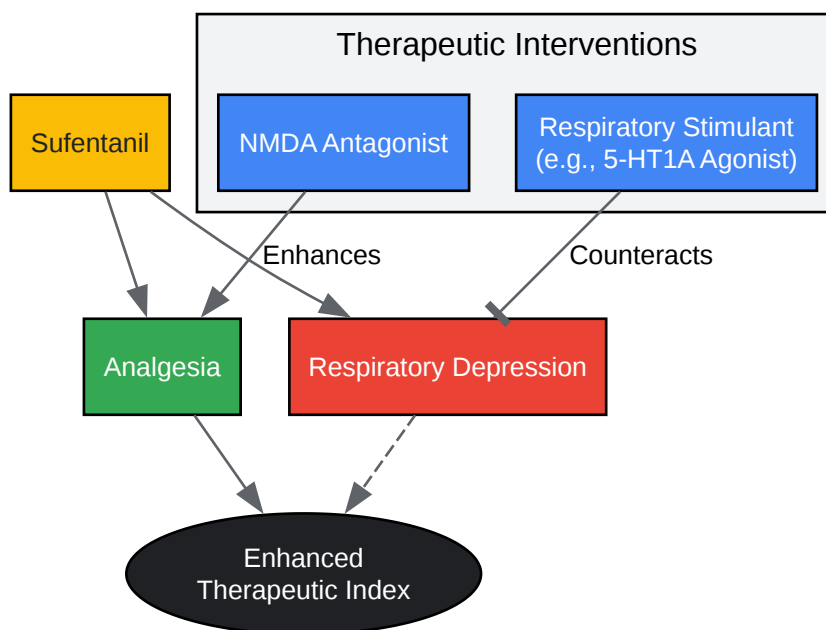 Therapeutic Interventions
Sufentanil
NMDA Antagonist
Respiratory Stimulant
(e.g., 5-HT1A Agonist)
Enhances
Counteracts
Analgesia
Respiratory Depression
Enhanced
Therapeutic Index